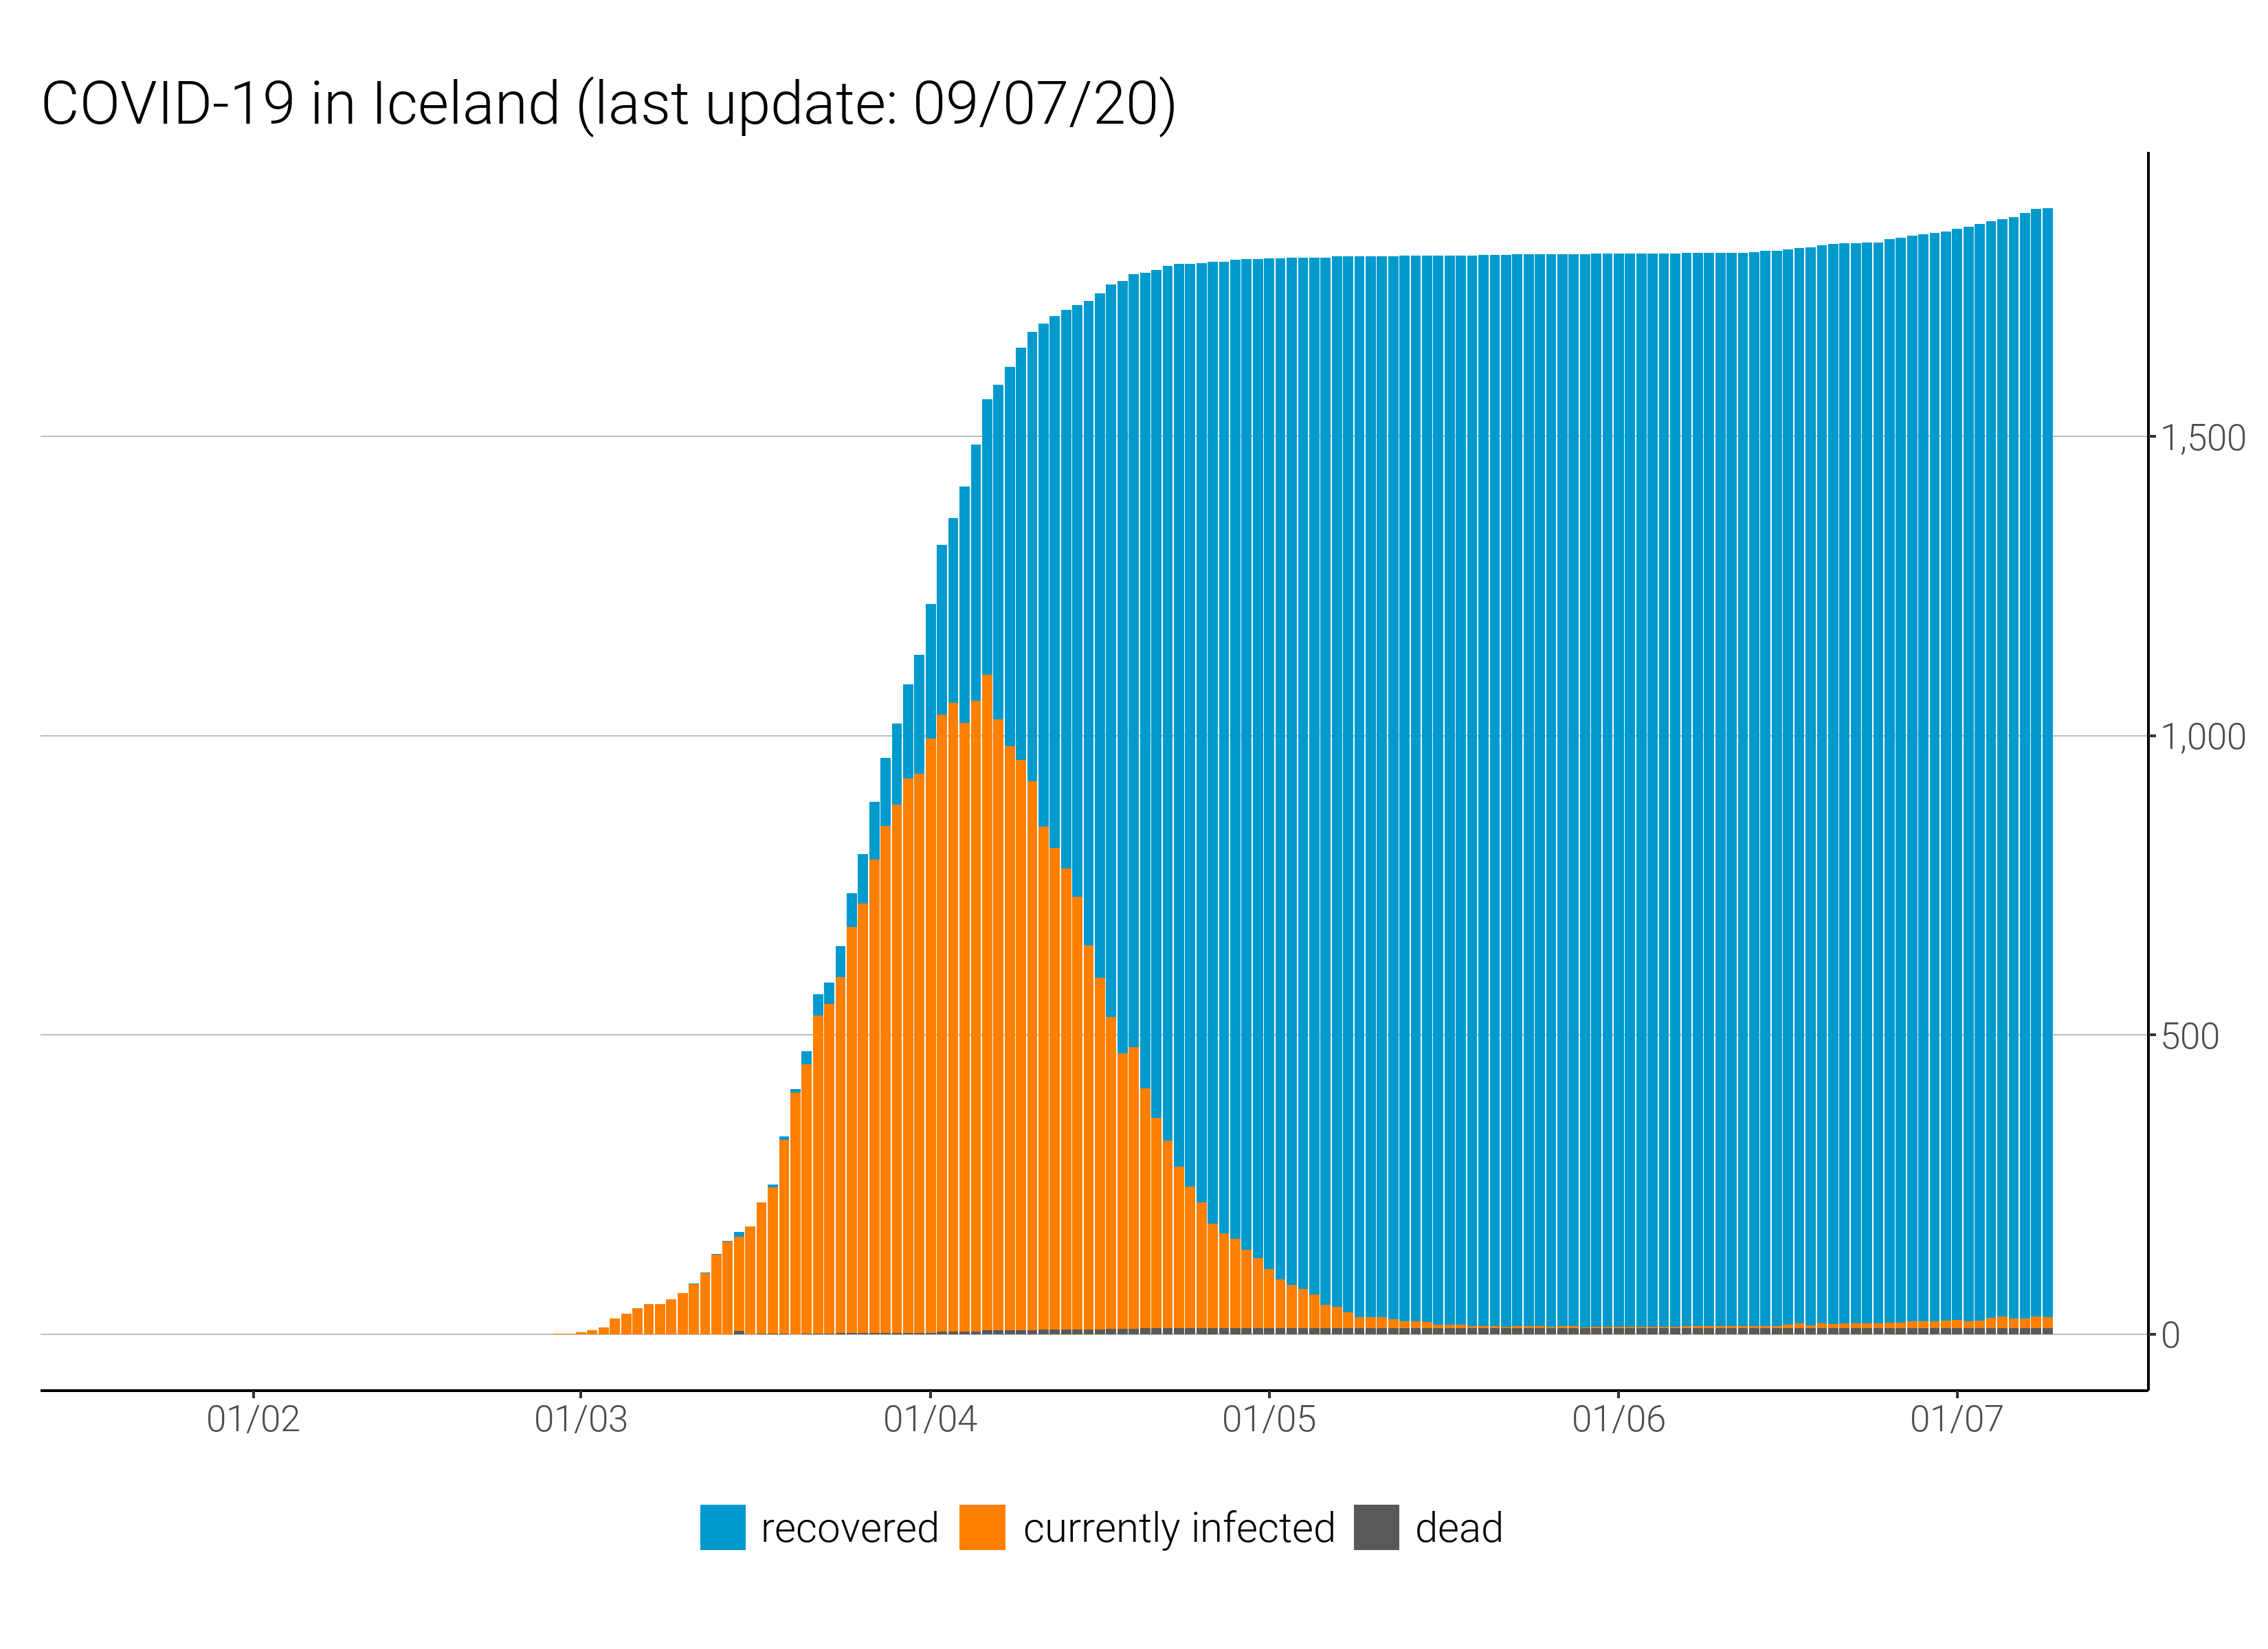 COVID-19 in Iceland (last update: 09/07/20)
1,500
1,000
500
0
01/02 01/03 01/04 01/05 01/06 01/07
recovered currently infected dead